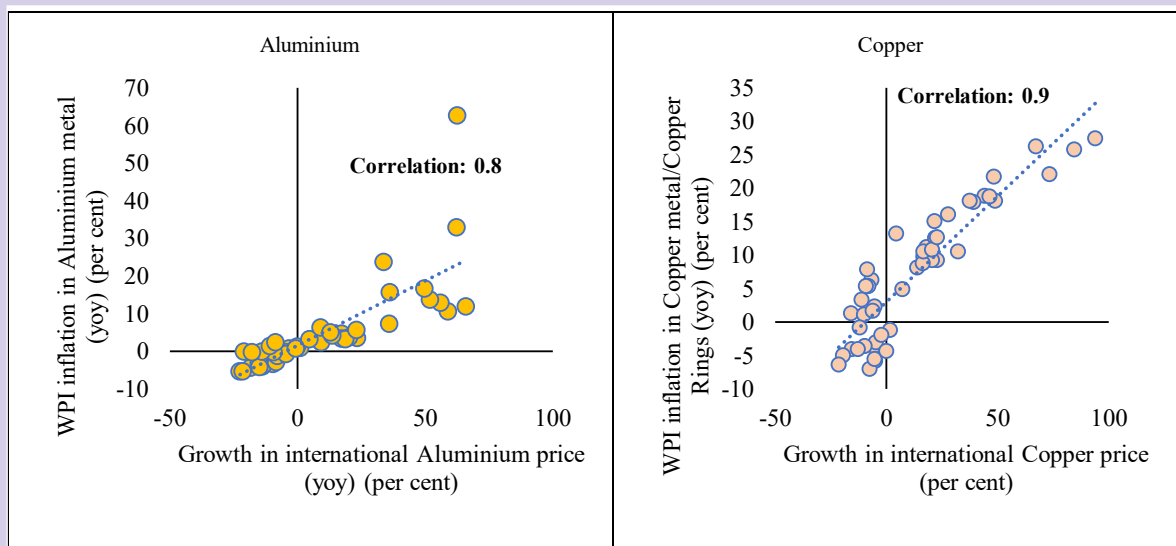 Aluminium
WPI inflation in Aluminium metal
(yoy) (per cent)
70
60
50
40
30
20
10
0
-10
Correlation: 0.8
-50
0
50
100
Growth in international Aluminium price
(yoy) (per cent)
Copper
WPI inflation in Copper metal/Copper
Rings (yoy) (per cent)
35
30
25
20
15
10
5
0
-5
-10
Correlation: 0.9
-50
0
50
100
Growth in international Copper price
(per cent)